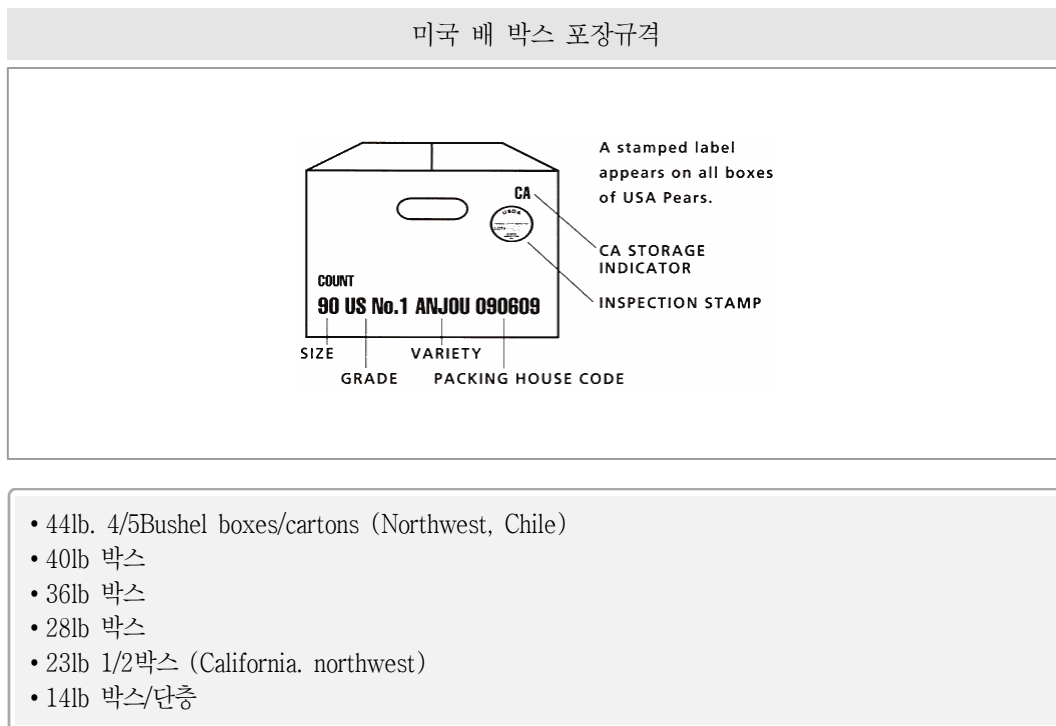 미국 배 박스 포장규격
A stamped label
appears on all boxes
of USA Pears.
CA
USDA
CA STORAGE
INDICATOR
COUNT
INSPECTION STAMP
90 US No.1 ANJOU 090609
SIZE
VARIETY
GRADE
PACKING HOUSE CODE
• 44lb. 4/5Bushel boxes/cartons (Northwest, Chile)
• 40lb 박스
• 36lb 박스
• 28lb 박스
• 23lb 1/2박스 (California. northwest)
• 14lb 박스/단층